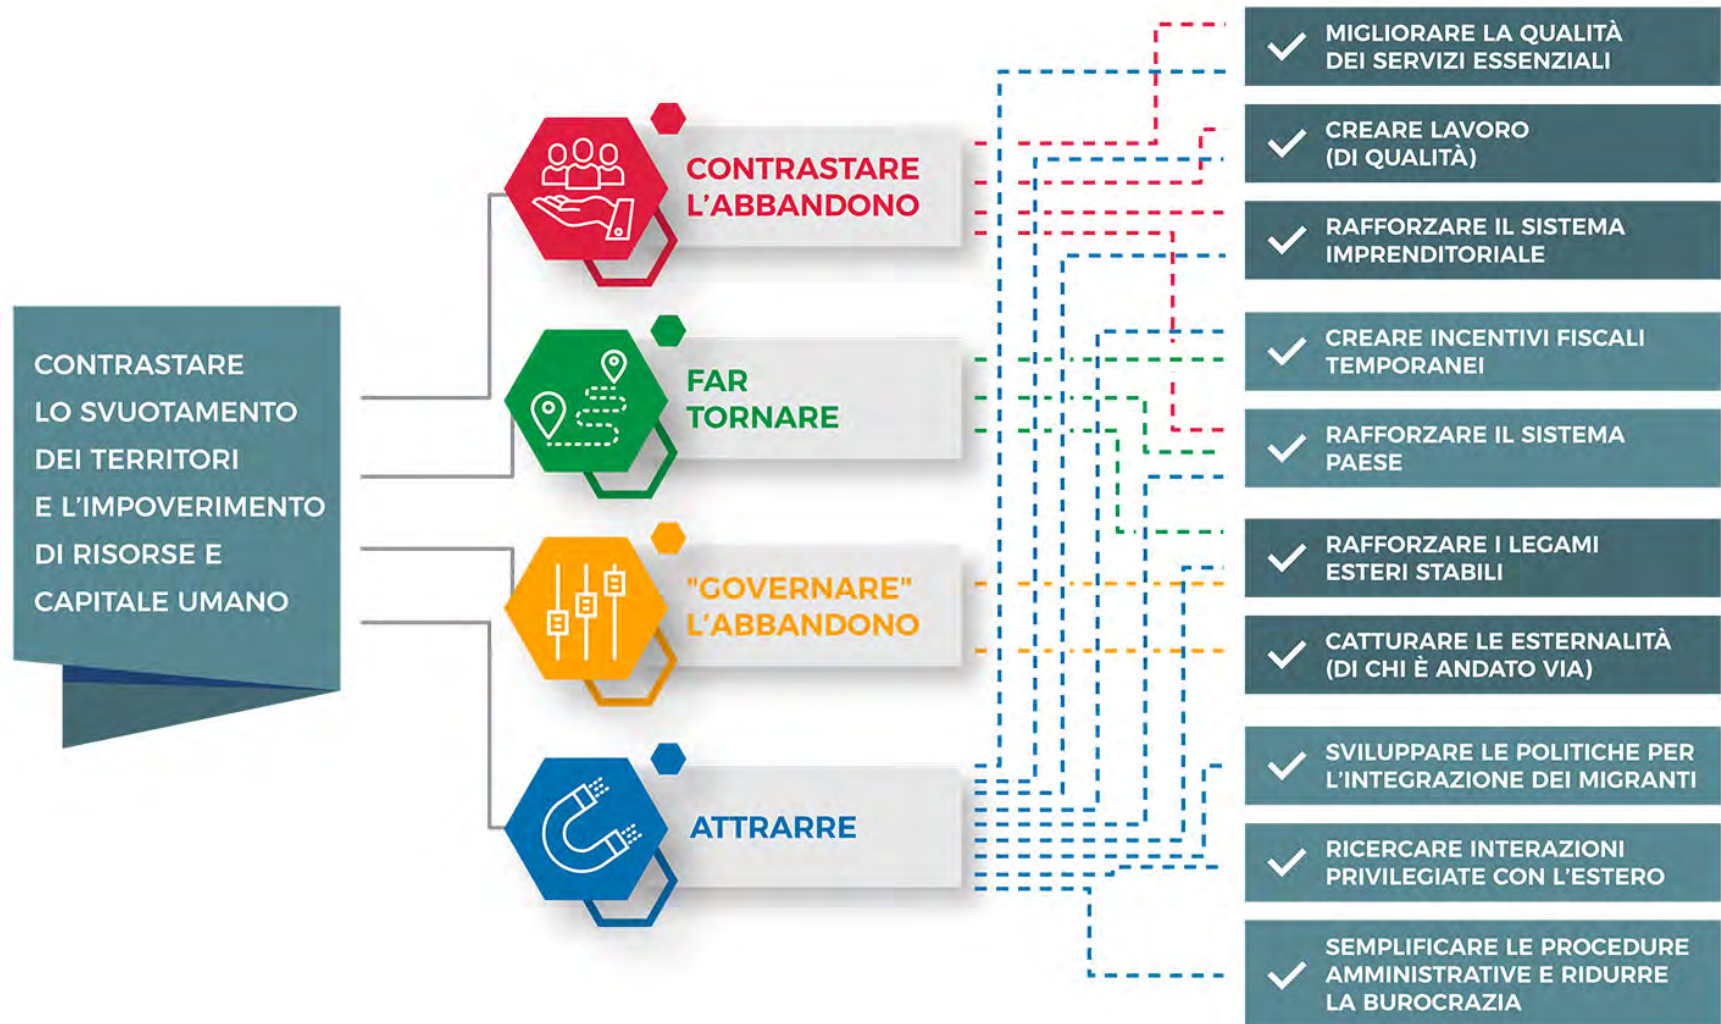 CONTRASTARE
LO SVUOTAMENTO
DEI TERRITORI
E L'IMPOVERIMENTO
DI RISORSE E
CAPITALE UMANO
CONTRASTARE
L'ABBANDONO
FAR
TORNARE
"GOVERNARE"
L'ABBANDONO
ATTRARRE
MIGLIORARE LA QUALITÀ
DEI SERVIZI ESSENZIALI
CREARE LAVORO
(DI QUALITÀ)
RAFFORZARE IL SISTEMA
IMPRENDITORIALE
CREARE INCENTIVI FISCALI
TEMPORANEI
RAFFORZARE IL SISTEMA
PAESE
RAFFORZARE I LEGAMI
ESTERI STABILI
CATTURARE LE ESTERNALITÀ
(DI CHI È ANDATO VIA)
SVILUPPARE LE POLITICHE PER
L'INTEGRAZIONE DEI MIGRANTI
RICERCARE INTERAZIONI
PRIVILEGIATE CON L'ESTERO
SEMPLIFICARE LE PROCEDURE
AMMINISTRATIVE E RIDURRE
LA BUROCRAZIA